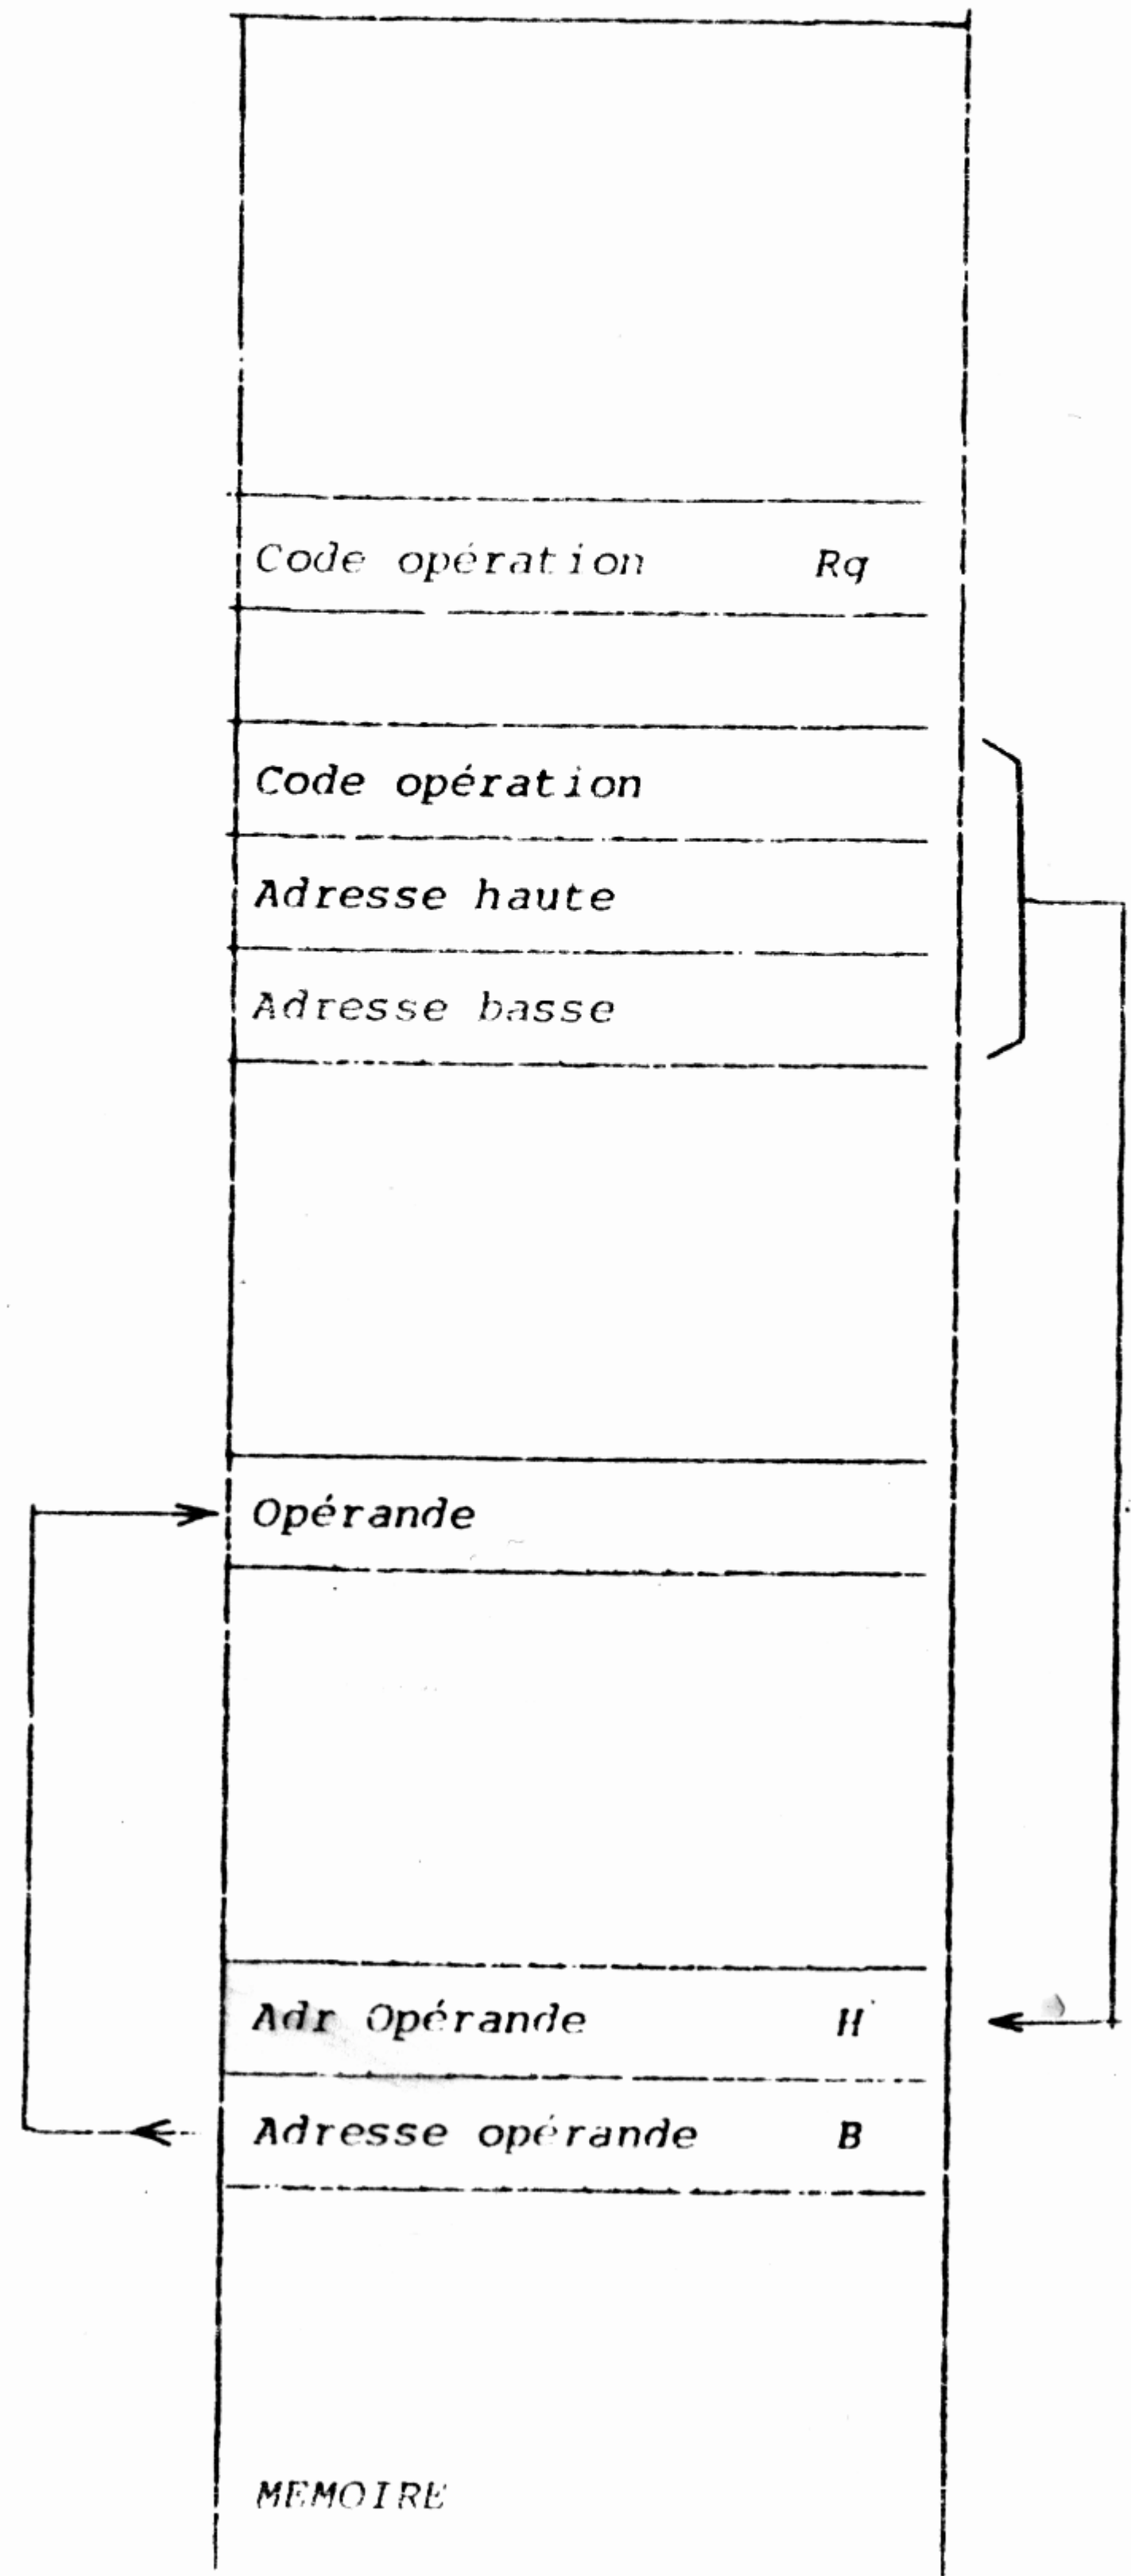 Code opération Rq
Code opération
Adresse haute
Adresse basse
Opérande
Adr Opérande H
Adresse opérande B
MEMOIRE